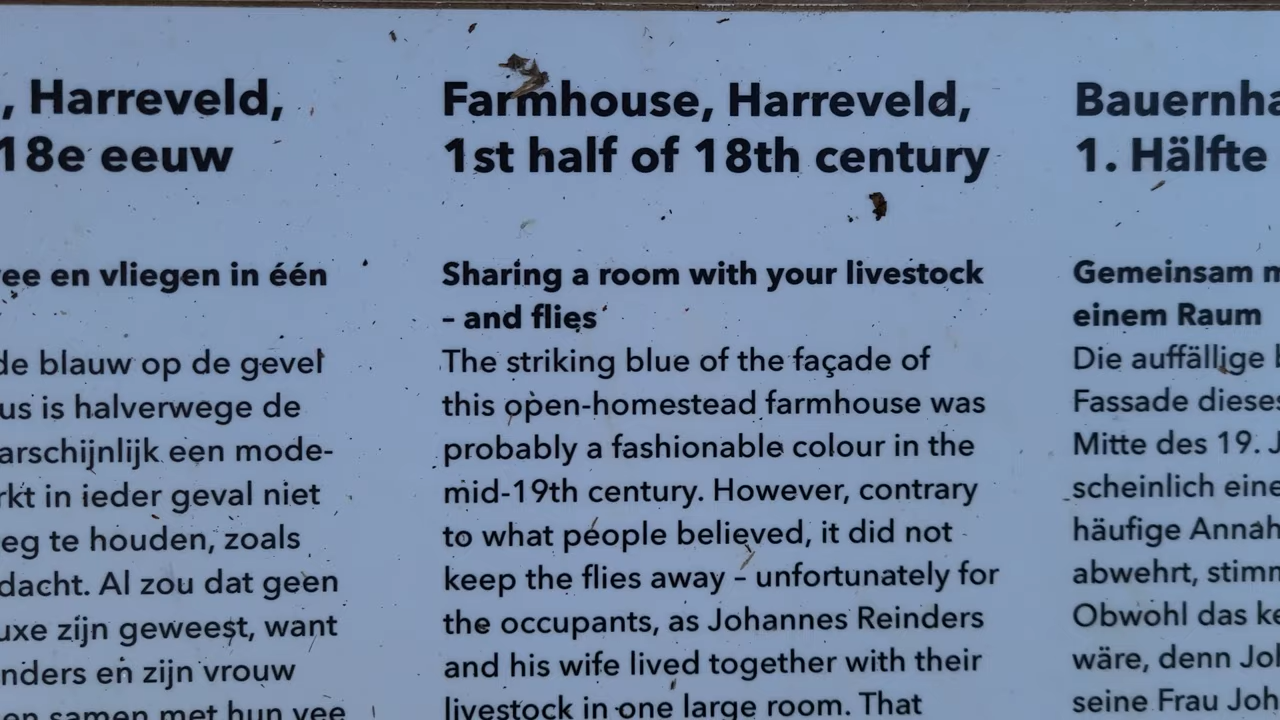 , Harreveld,
18e eeuw
ee en vliegen in één
de blauw op de gevel
us is halverwege de
arschijnlijk een mode-
rkt in ieder geval niet
eg te houden, zoals
dacht. Al zou dat geen
uxe zijn geweest, want
nders en zijn vrouw
en samen met hun vee
Farmhouse, Harreveld,
1st half of 18th century
Sharing a room with your livestock
– and flies
The striking blue of the façade of
this open-homestead farmhouse was
probably a fashionable colour in the
mid-19th century. However, contrary
to what people believed, it did not
keep the flies away – unfortunately for
the occupants, as Johannes Reinders
and his wife lived together with their
livestock in one large room. That
Bauernha
1. Hälfte
Gemeinsam m
einem Raum
Die auffällige
Fassade dieses
Mitte des 19. J
scheinlich eine
häufige Annah
abwehrt, stimm
Obwohl das ke
wäre, denn Joh
seine Frau Joh